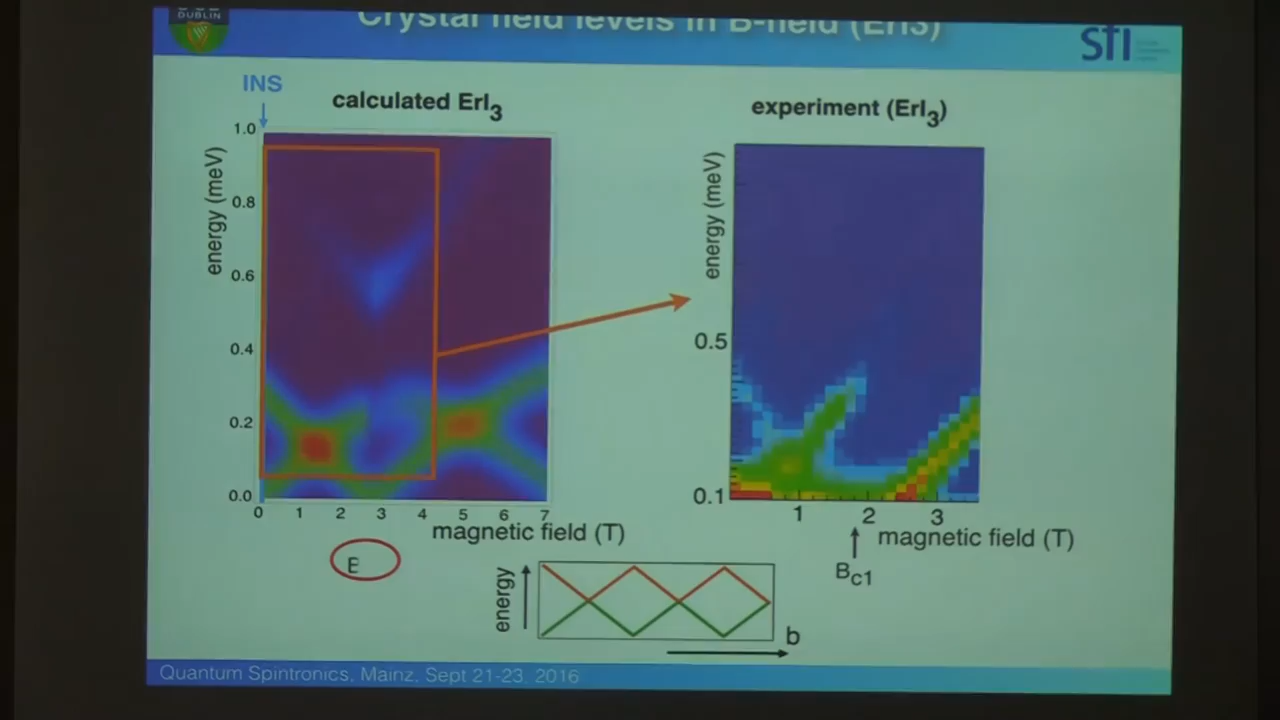 DUBLIN
Crystal field levels in B-field (ErI3)
STI
INS
calculated ErI3
experiment (ErI3)
energy (meV)
1.0
0.8
0.6
0.4
0.2
0.0
0 1 2 3 4 5 6 7
magnetic field (T)
energy (meV)
0.5
0.1
1 2 3
magnetic field (T)
Bc1
B
energy
b
Quantum Spintronics, Mainz, Sept 21-23, 2016